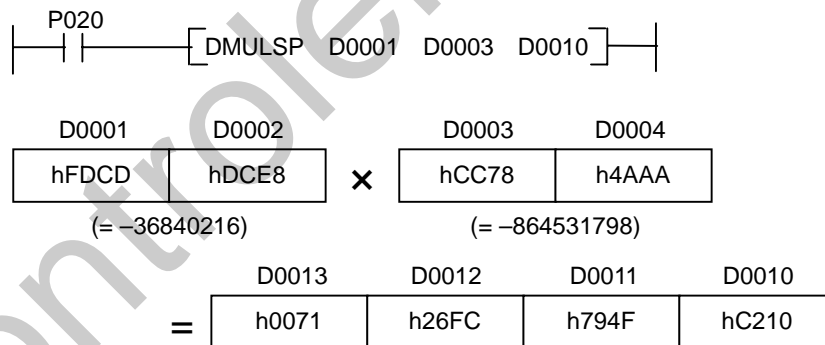 P020
DMULSP D0001 D0003 D0010
D0001 D0002 D0003 D0004
hFDCD hDCE8 × hCC78 h4AAA
(= –36840216) (= –864531798)
D0013 D0012 D0011 D0010
= h0071 h26FC h794F hC210